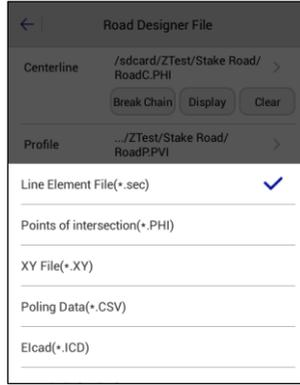 Road Designer File
Centerline
/sdcard/ZTest/Stake Road/
RoadC.PHI
Break Chain
Display
Clear
Profile
.../ZTest/Stake Road/
RoadP.PVI
Line Element File(*.sec)
Points of intersection(*.PHI)
XY File(*.XY)
Poling Data(*.CSV)
Elcad(*.ICD)